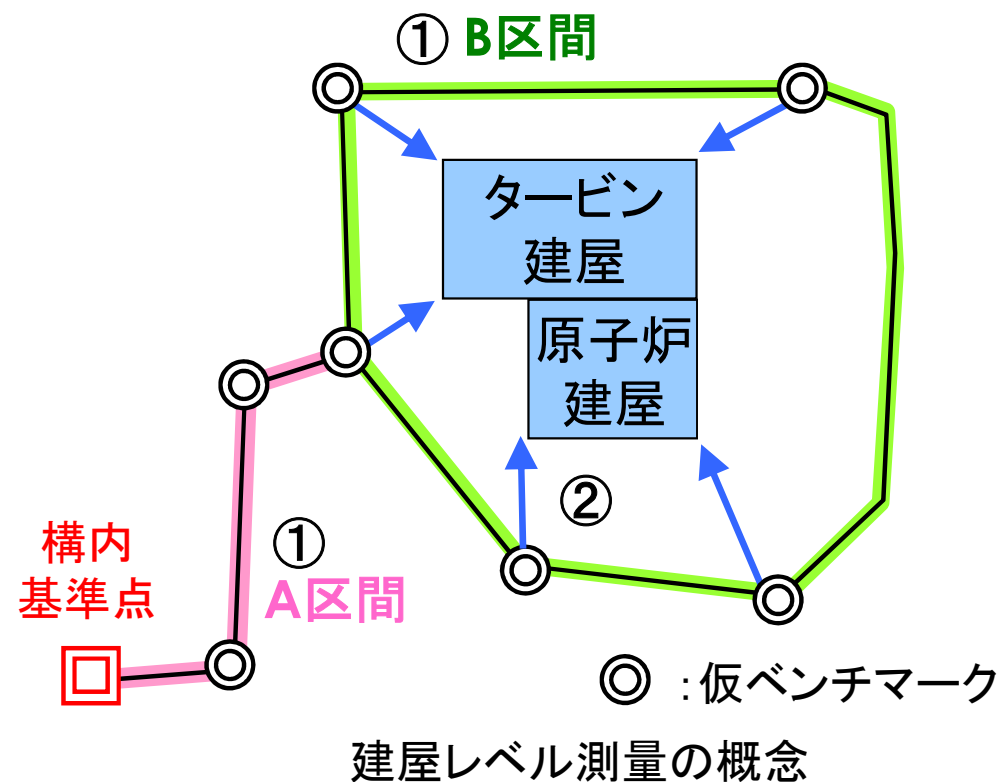 ① B区間
タービン
建屋
原子炉
建屋
②
①
A区間
構内
基準点
:仮ベンチマーク
建屋レベル測量の概念